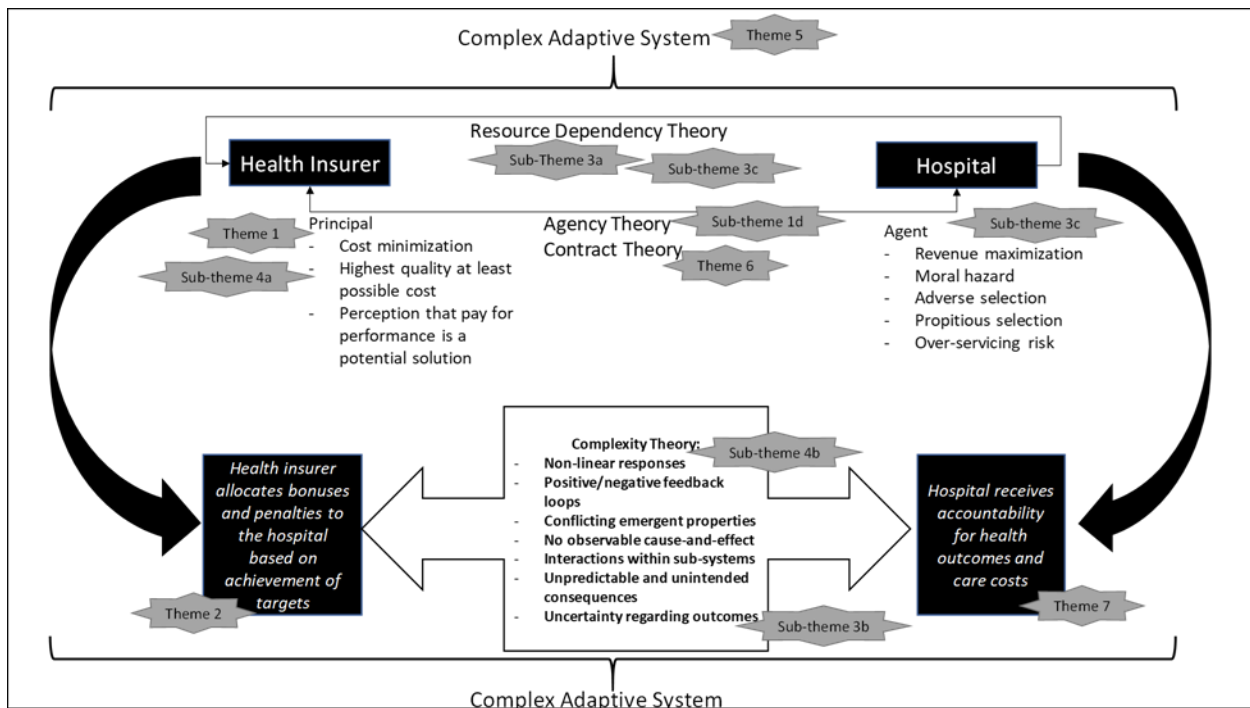 Complex Adaptive System
Theme 5
Resource Dependency Theory
Sub-Theme 3a
Sub-theme 3c
Health Insurer
Hospital
Theme 1
Sub-theme 4a
Principal
- Cost minimization
- Highest quality at least
possible cost
- Perception that pay for
performance is a
potential solution
Agency Theory
Sub-theme 1d
Contract Theory
Theme 6
Sub-theme 3c
Agent
- Revenue maximization
- Moral hazard
- Adverse selection
- Propitious selection
- Over-servicing risk
Health insurer
allocates bonuses
and penalties to
the hospital
based on
achievement of
targets
Theme 2
Complexity Theory:
Sub-theme 4b
- Non-linear responses
- Positive/negative feedback
loops
- Conflicting emergent properties
- No observable cause-and-effect
- Interactions within sub-systems
- Unpredictable and unintended
consequences
- Uncertainty regarding outcomes
Sub-theme 3b
Hospital receives
accountability
for health
outcomes and
care costs
Theme 7
Complex Adaptive System